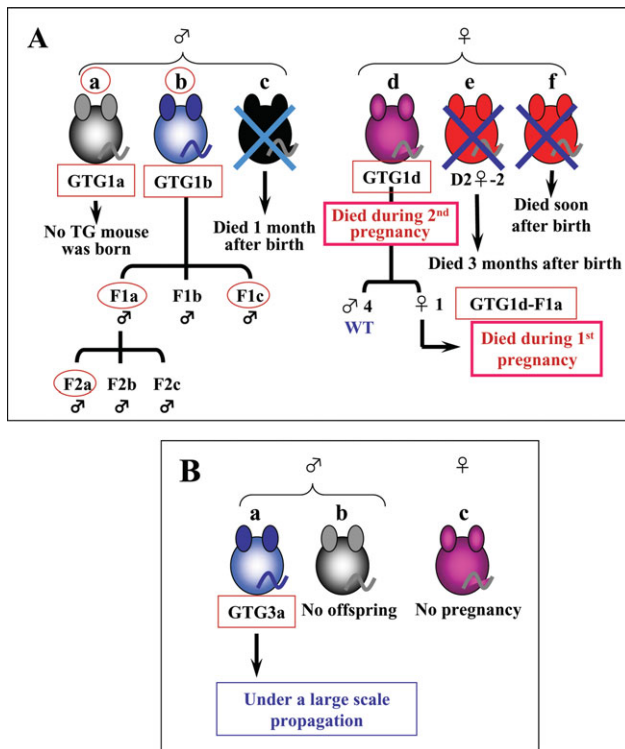 A
♂
♀
a
b
c
d
e
f
GTG1a
GTG1b
GTG1d
D2♀-2
No TG mouse
was born
Died 1 month
after birth
Died during 2nd
pregnancy
Died soon
after birth
Died 3 months after birth
F1a
F1b
F1c
♂
♂
♂
♂ 4
WT
♀ 1
GTG1d-F1a
Died during 1st
pregnancy
F2a
F2b
F2c
♂
♂
♂
B
♂
♀
a
b
c
GTG3a
No offspring
No pregnancy
Under a large scale
propagation